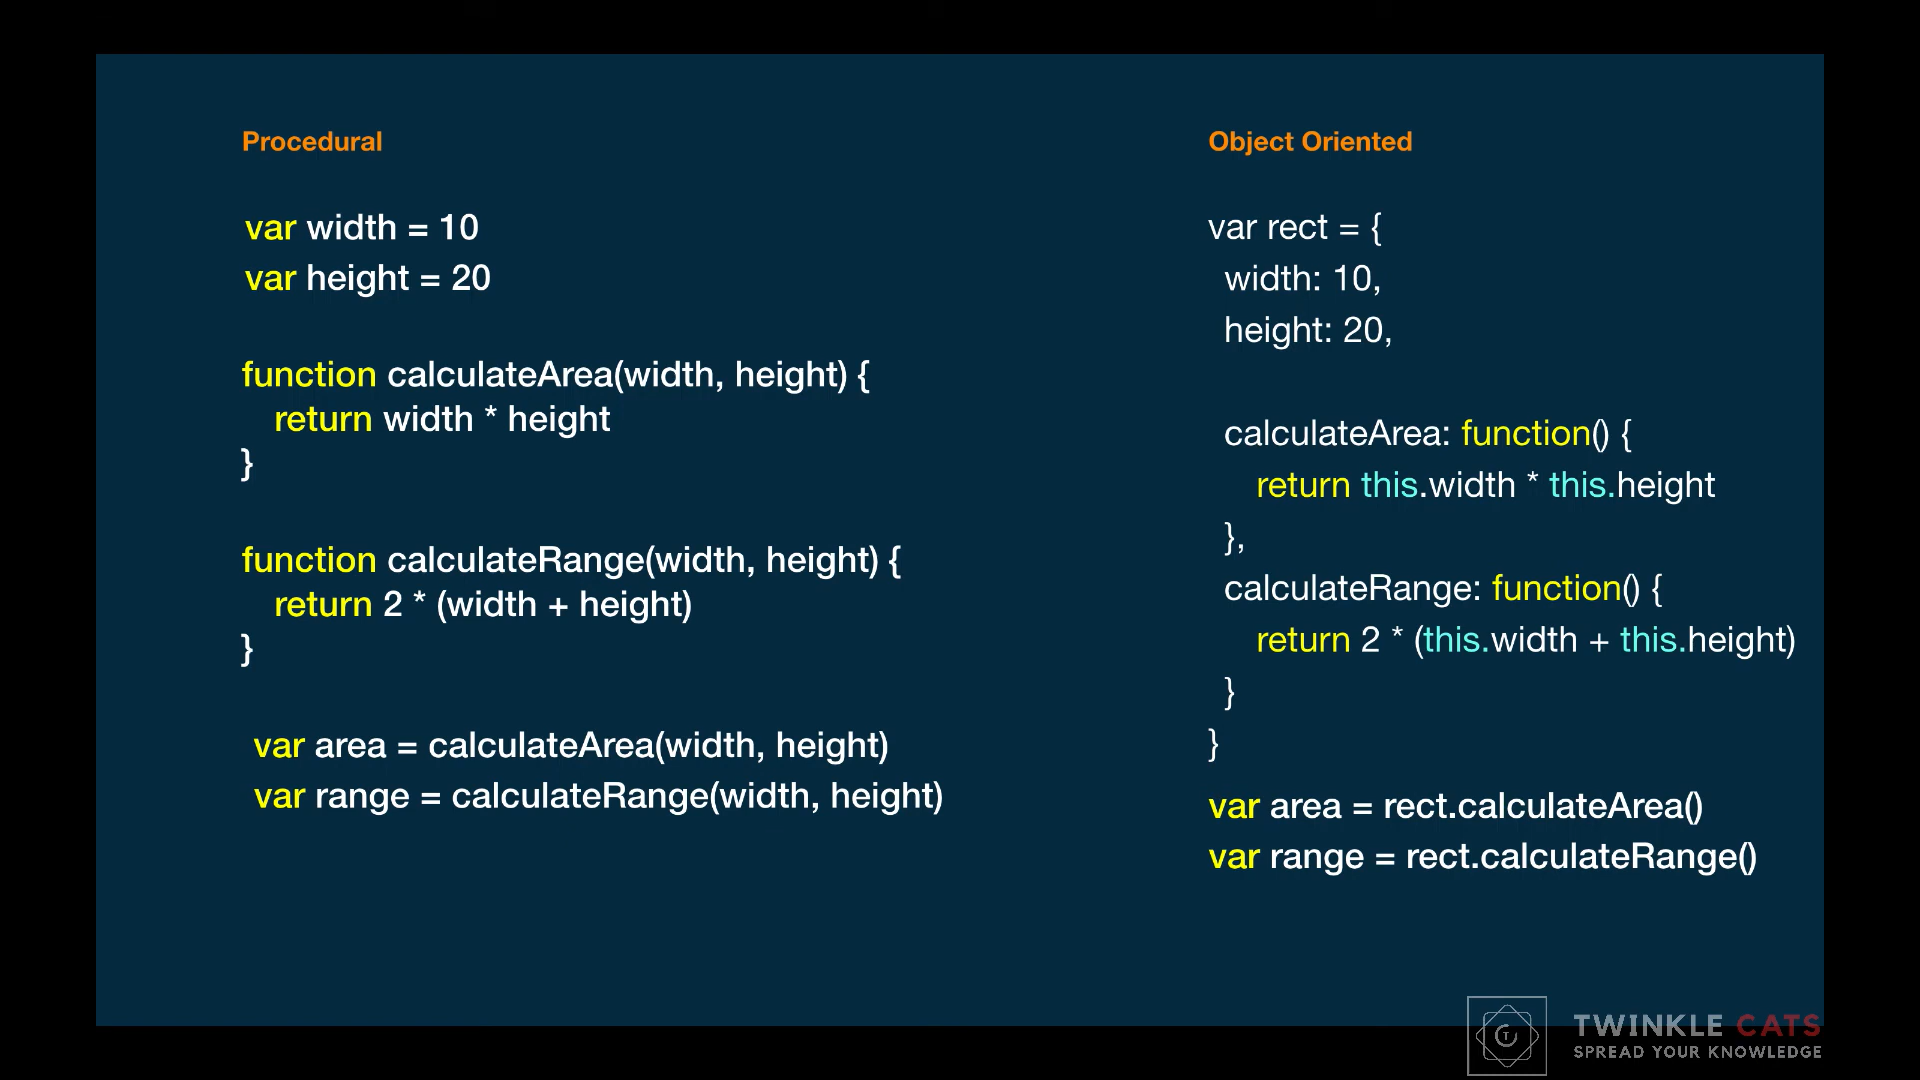 Procedural
var width = 10
var height = 20
function calculateArea(width, height) {
return width * height
}
function calculateRange(width, height) {
return 2 * (width + height)
}
var area = calculateArea(width, height)
var range = calculateRange(width, height)
Object Oriented
var rect = {
width: 10,
height: 20,
calculateArea: function() {
return this.width * this.height
},
calculateRange: function() {
return 2 * (this.width + this.height)
}
}
var area = rect.calculateArea()
var range = rect.calculateRange()
TWINKLE CATS
SPREAD YOUR KNOWLEDGE